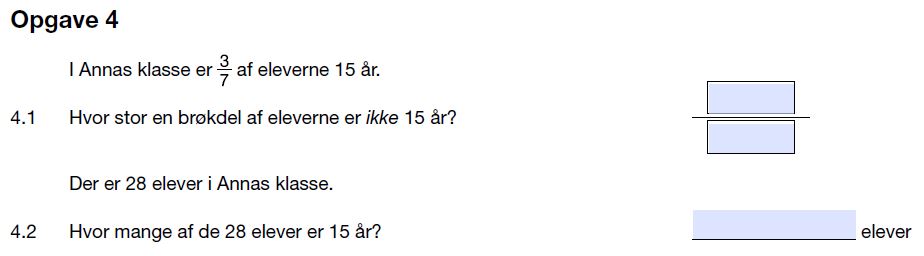 Opgave 4
I Annas klasse er 3/7 af eleverne 15 år.
4.1 Hvor stor en brøkdel af eleverne er ikke 15 år?
Der er 28 elever i Annas klasse.
4.2 Hvor mange af de 28 elever er 15 år? elever